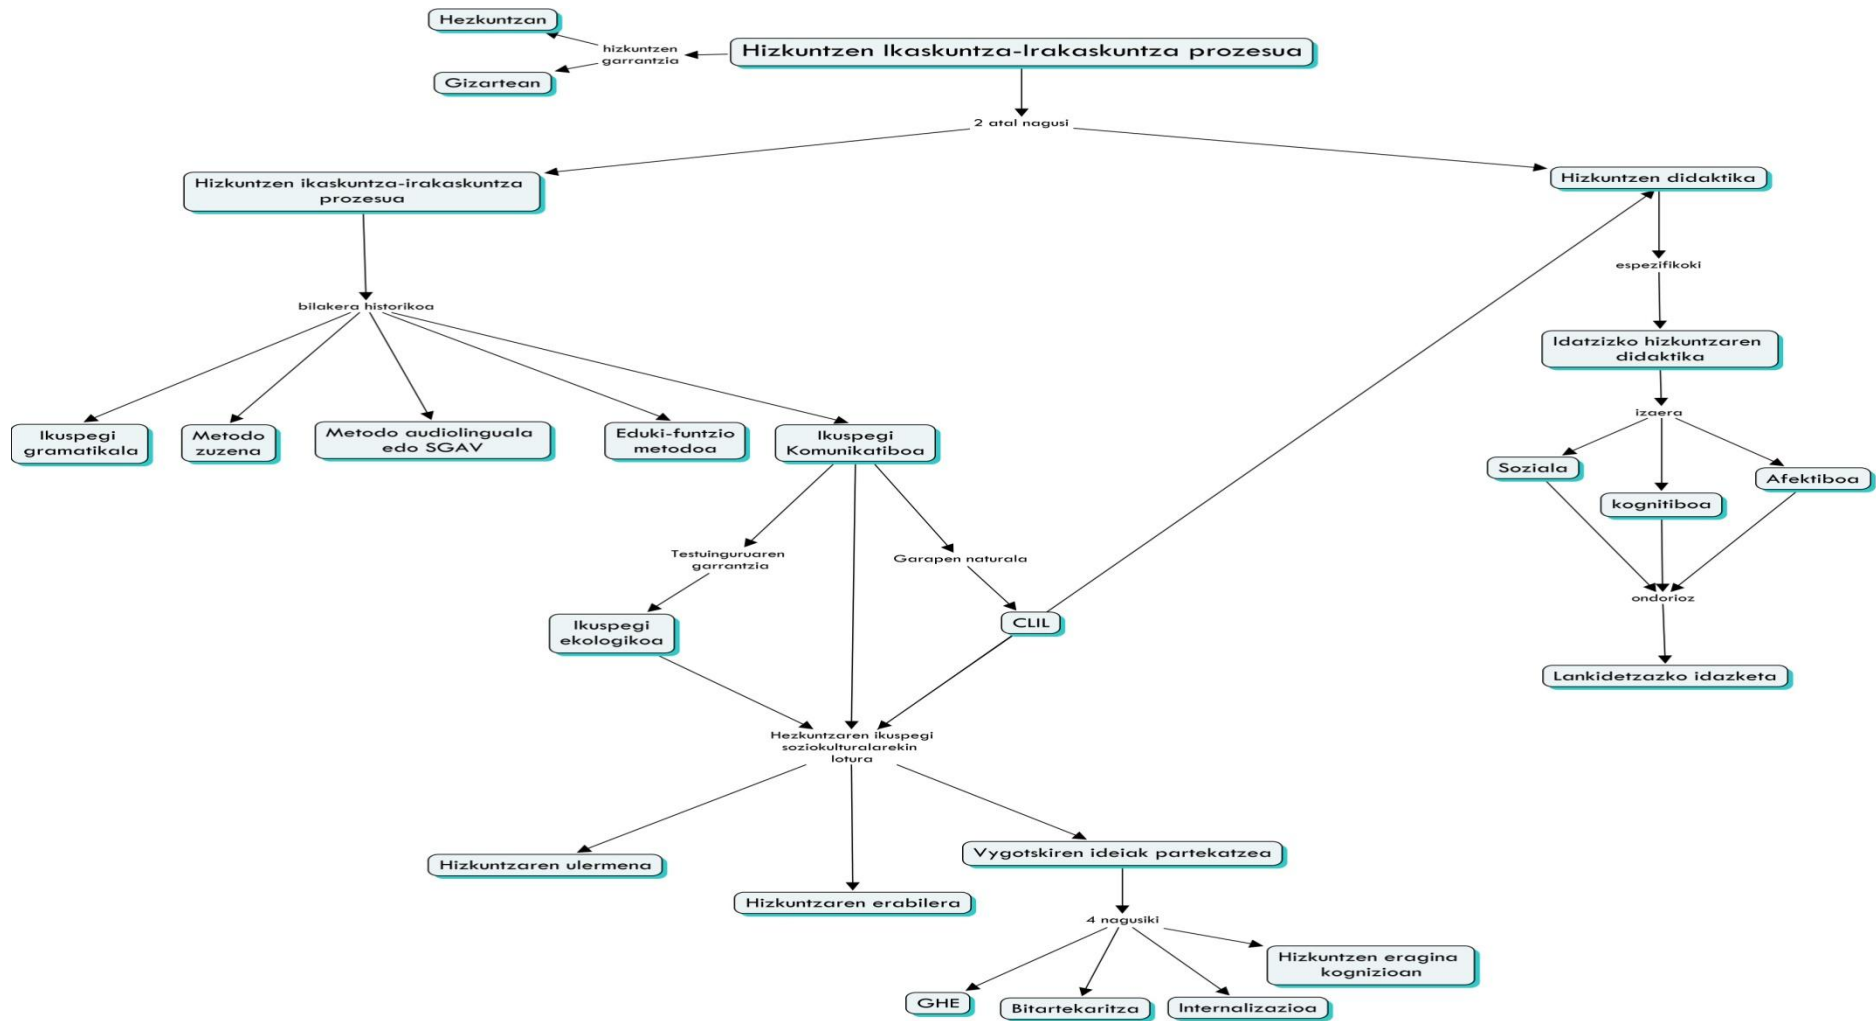 Hezkuntzan
hizkuntzen
garrantzia
Hizkuntzen Ikaskuntza-Irakaskuntza prozesua
Gizartean
2 atal nagusi
Hizkuntzen ikaskuntza-irakaskuntza
prozesua
Hizkuntzen didaktika
bilakera historikoa
espezifikoki
Idatzizko hizkuntzaren
didaktika
izaera
Ikuspegi
gramatikala
Metodo
zuzena
Metodo audiolinguala
edo SGAV
Eduki-funtzio
metodoa
Ikuspegi
Komunikatiboa
Soziala
kognitiboa
Afektiboa
Testuinguruaren
garrantzia
Garapen naturala
ondorioz
Ikuspegi
ekologikoa
CLIL
Lankidetzazko idazketa
Hezkuntzaren ikuspegi
soziokulturalarekin
lotura
Hizkuntzaren ulermena
Hizkuntzaren erabilera
Vygotskiren ideiak partekatzea
4 nagusiki
GHE
Bitartekaritza
Internalizazioa
Hizkuntzen eragina
kognizioan